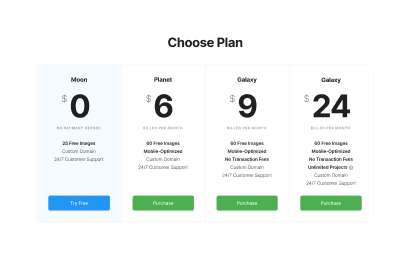 Choose Plan
Moon
$0
NO PAYMENT NEEDED
25 Free Images
Custom Domain
24/7 Customer Support
Try Free
Planet
$6
BILLED PER MONTH
60 Free Images
Mobile-Optimized
Custom Domain
24/7 Customer Support
Purchase
Galaxy
$9
BILLED PER MONTH
60 Free Images
Mobile-Optimized
No Transaction Fees
Custom Domain
24/7 Customer Support
Purchase
Galaxy
$24
BILLED PER MONTH
60 Free Images
Mobile-Optimized
No Transaction Fees
Unlimited Projects
Custom Domain
24/7 Customer Support
Purchase